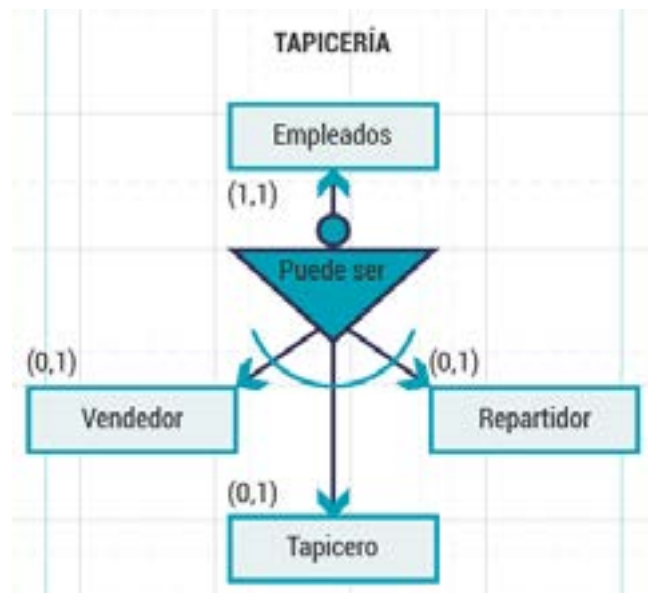 TAPICERÍA
Empleados
(1,1)
Puede ser
(0,1)
(0,1)
Vendedor
Repartidor
(0,1)
Tapicero